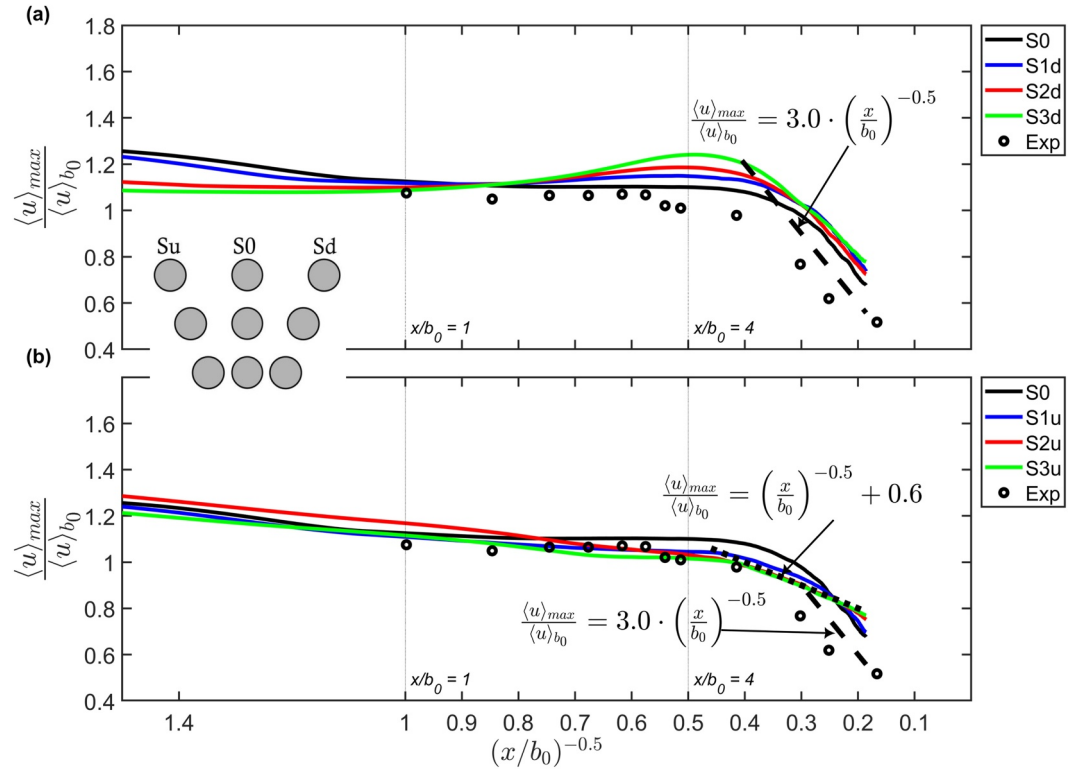 (a)
1.8
1.6
1.4
1.2
1
0.8
0.6
0.4
⟨u⟩max / ⟨u⟩b0
⟨u⟩max / ⟨u⟩b0 = 3.0 · (x / b0)^−0.5
x/b0 = 1
x/b0 = 4
S0
S1d
S2d
S3d
Exp
Su S0 Sd
(b)
1.6
1.4
1.2
1
0.8
0.6
0.4
⟨u⟩max / ⟨u⟩b0
⟨u⟩max / ⟨u⟩b0 = (x / b0)^−0.5 + 0.6
⟨u⟩max / ⟨u⟩b0 = 3.0 · (x / b0)^−0.5
x/b0 = 1
x/b0 = 4
S0
S1u
S2u
S3u
Exp
1.4 1 0.9 0.8 0.7 0.6 0.5 0.4 0.3 0.2 0.1
(x/b0)^−0.5